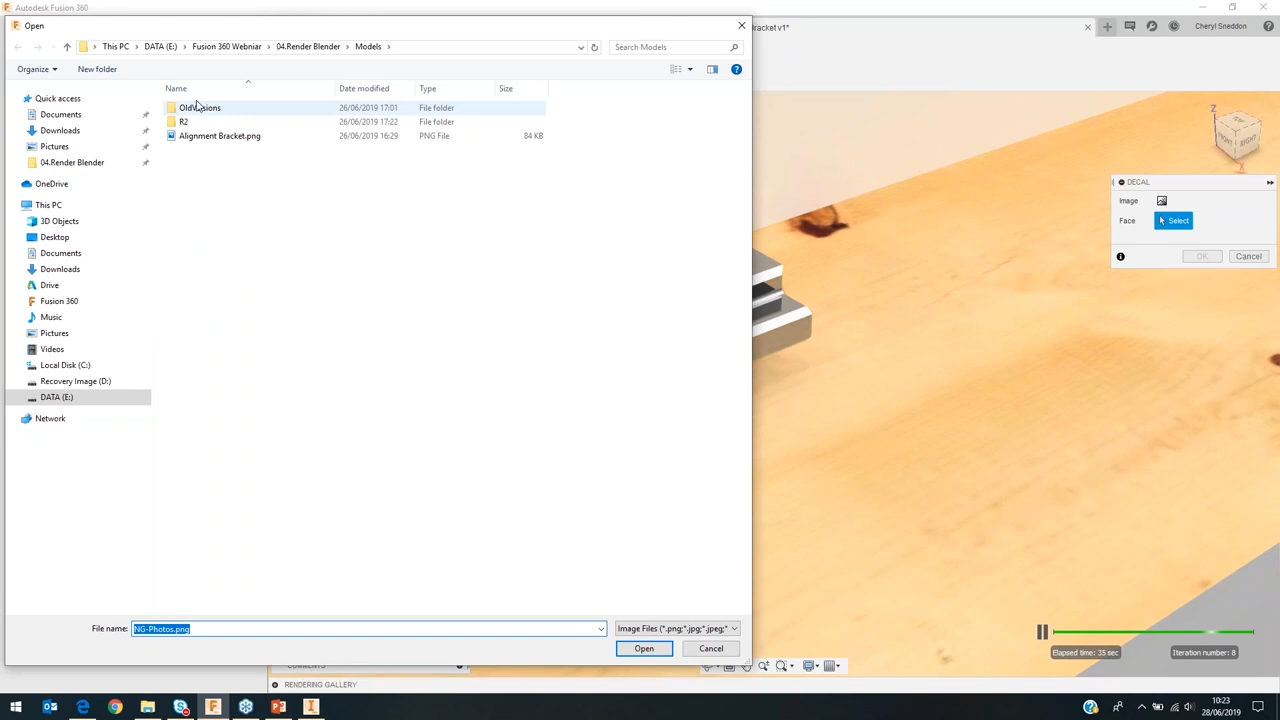 Autodesk Fusion 360
Open
This PC > DATA (E:) > Fusion 360 Webniar > 04.Render Blender > Models >
Search Models
Bracket v1*
Cheryl Sneddon
Organize
New folder
Name
Date modified
Type
Size
Quick access
Documents
Downloads
Pictures
04.Render Blender
OneDrive
This PC
3D Objects
Desktop
Documents
Downloads
Drive
Fusion 360
Music
Pictures
Videos
Local Disk (C:)
Recovery Image (D:)
DATA (E:)
Network
OldVersions 26/06/2019 17:01 File folder
R2 26/06/2019 17:22 File folder
Alignment Bracket.png 26/06/2019 16:29 PNG File 84 KB
Z
TOP
FRONT
RIGHT
X
DECAL
Image
Face
Select
OK
Cancel
File name:
NG-Photos.png
Image Files (*.png;*.jpg;*.jpeg;*
Open
Cancel
Elapsed time: 35 sec
Iteration number: 8
COMMENTS
RENDERING GALLERY
10:23
28/06/2019